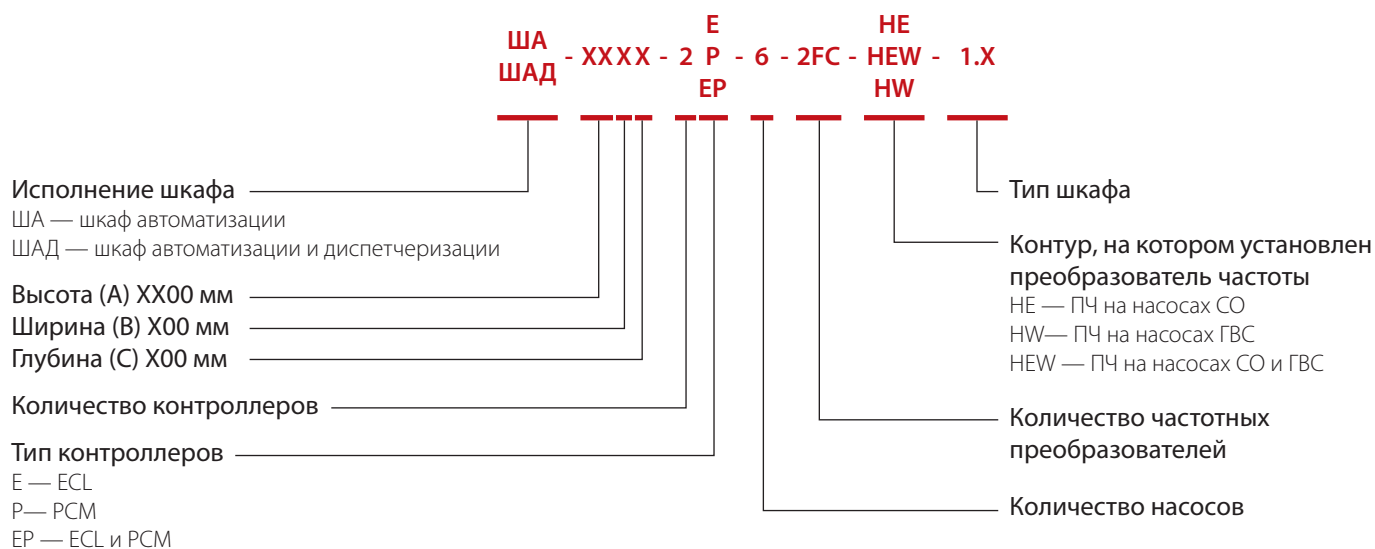 ША
ШАД
- XXXX - 2
E
P
EP
- 6 - 2FC -
HE
HEW
HW
- 1.X
Исполнение шкафа
ША — шкаф автоматизации
ШАД — шкаф автоматизации и диспетчеризации
Высота (A) XX00 мм
Ширина (B) X00 мм
Глубина (C) X00 мм
Количество контроллеров
Тип контроллеров
E — ECL
P— PCM
EP — ECL и PCM
Тип шкафа
Контур, на котором установлен
преобразователь частоты
HE — ПЧ на насосах СО
HW— ПЧ на насосах ГВС
HEW — ПЧ на насосах СО и ГВС
Количество частотных
преобразователей
Количество насосов